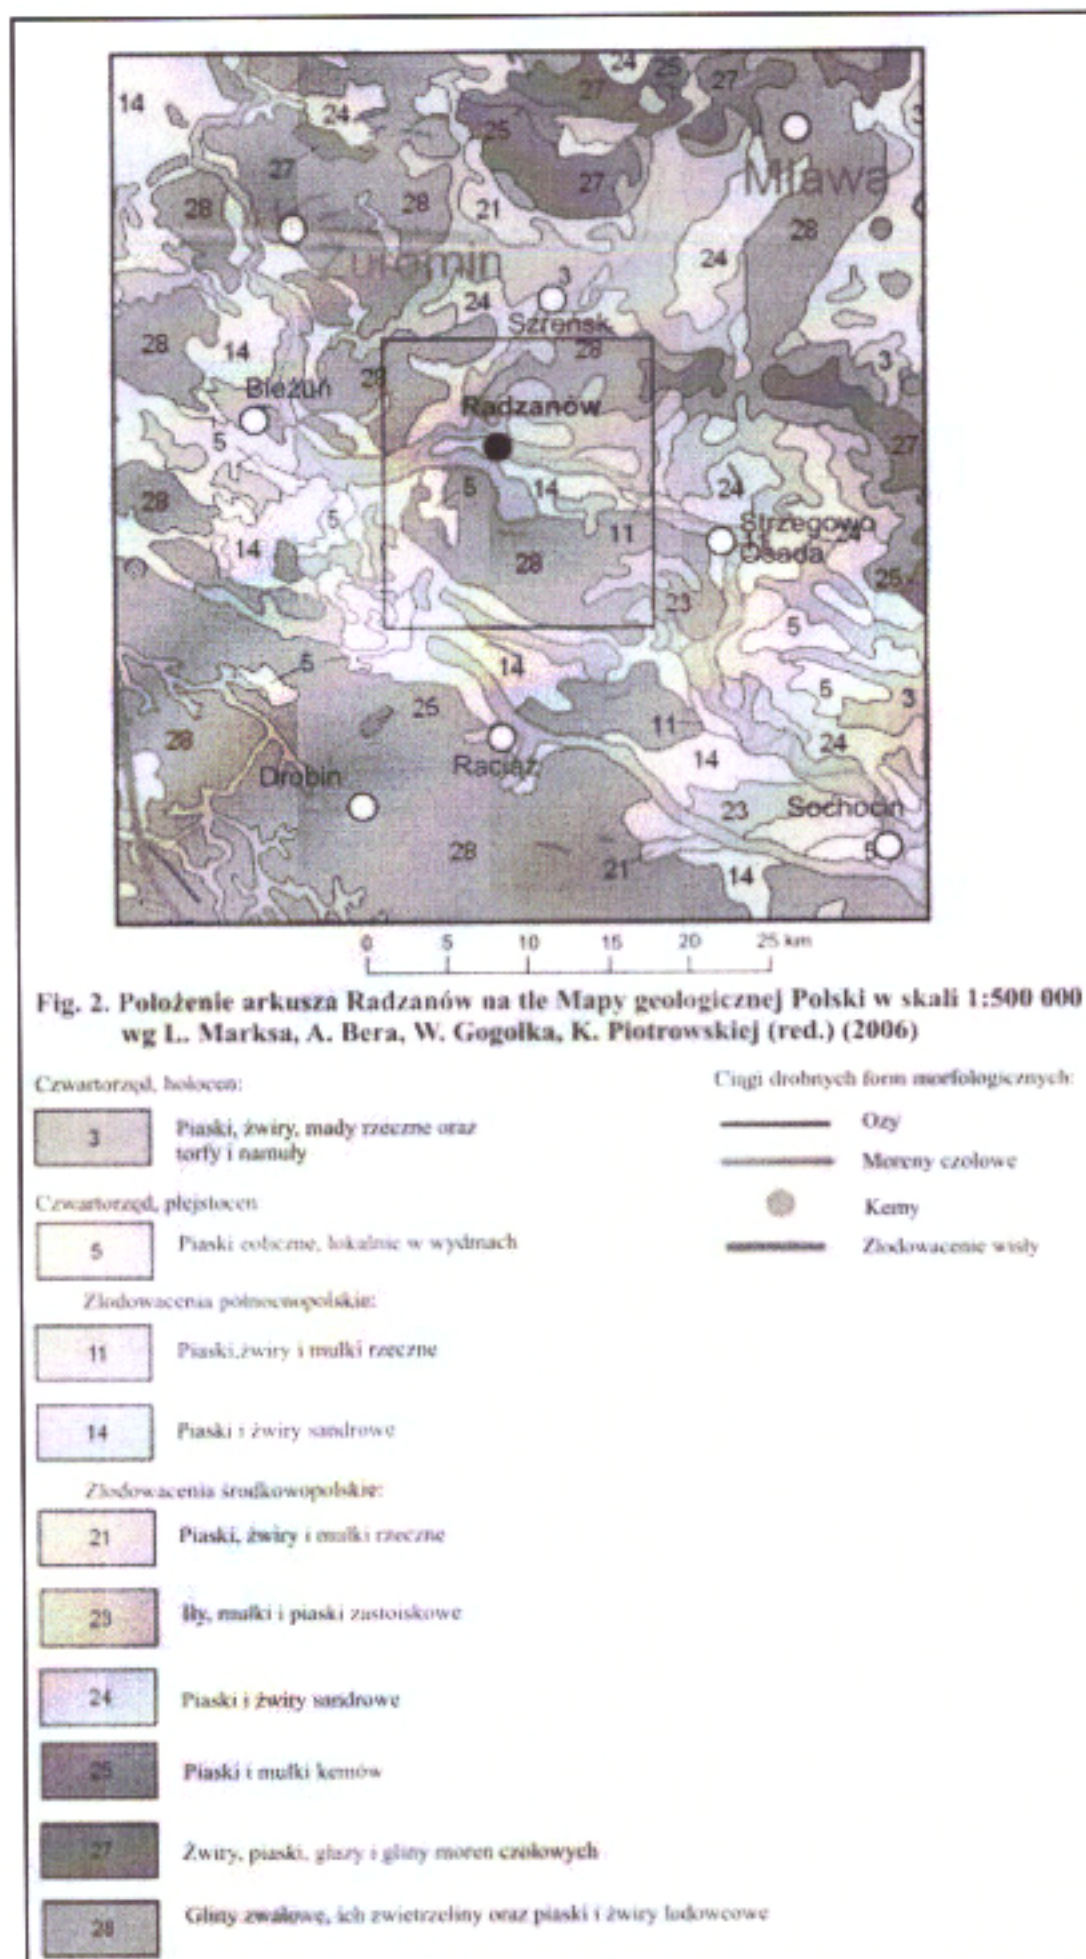 14
24
24
25
27
27
3
Mława
25
27
27
28
28
21
28
Żuromin
24
3
24
Szreńsk
28
28
14
28
3
Bieżuń
Radzanów
5
27
28
5
14
24
5
11
Strzegowo
24
14
Osada
28
25
23
5
5
14
5
3
25
11
28
14
24
Drobin
Raciąż
23
Sochocin
28
21
14
5
0 5 10 15 20 25 km
Fig. 2. Położenie arkusza Radzanów na tle Mapy geologicznej Polski w skali 1:500 000
wg L. Marksa, A. Bera, W. Gogołka, K. Piotrowskiej (red.) (2006)
Czwartorzęd, holocen:
3 Piaski, żwiry, mady rzeczne oraz
torfy i namuły
Czwartorzęd, plejstocen
5 Piaski eoliczne, lokalnie w wydmach
Zlodowacenia północnopolskie:
11 Piaski,żwiry i mułki rzeczne
14 Piaski i żwiry sandrowe
Zlodowacenia środkowopolskie:
21 Piaski, żwiry i mułki rzeczne
23 Iły, mułki i piaski zastoiskowe
24 Piaski i żwiry sandrowe
25 Piaski i mułki kemów
27 Żwiry, piaski, głazy i gliny moren czołowych
28 Gliny zwałowe, ich zwietrzeliny oraz piaski i żwiry lodowcowe
Ciągi drobnych form morfologicznych:
Ozy
Moreny czołowe
Kemy
Zlodowacenie wisły